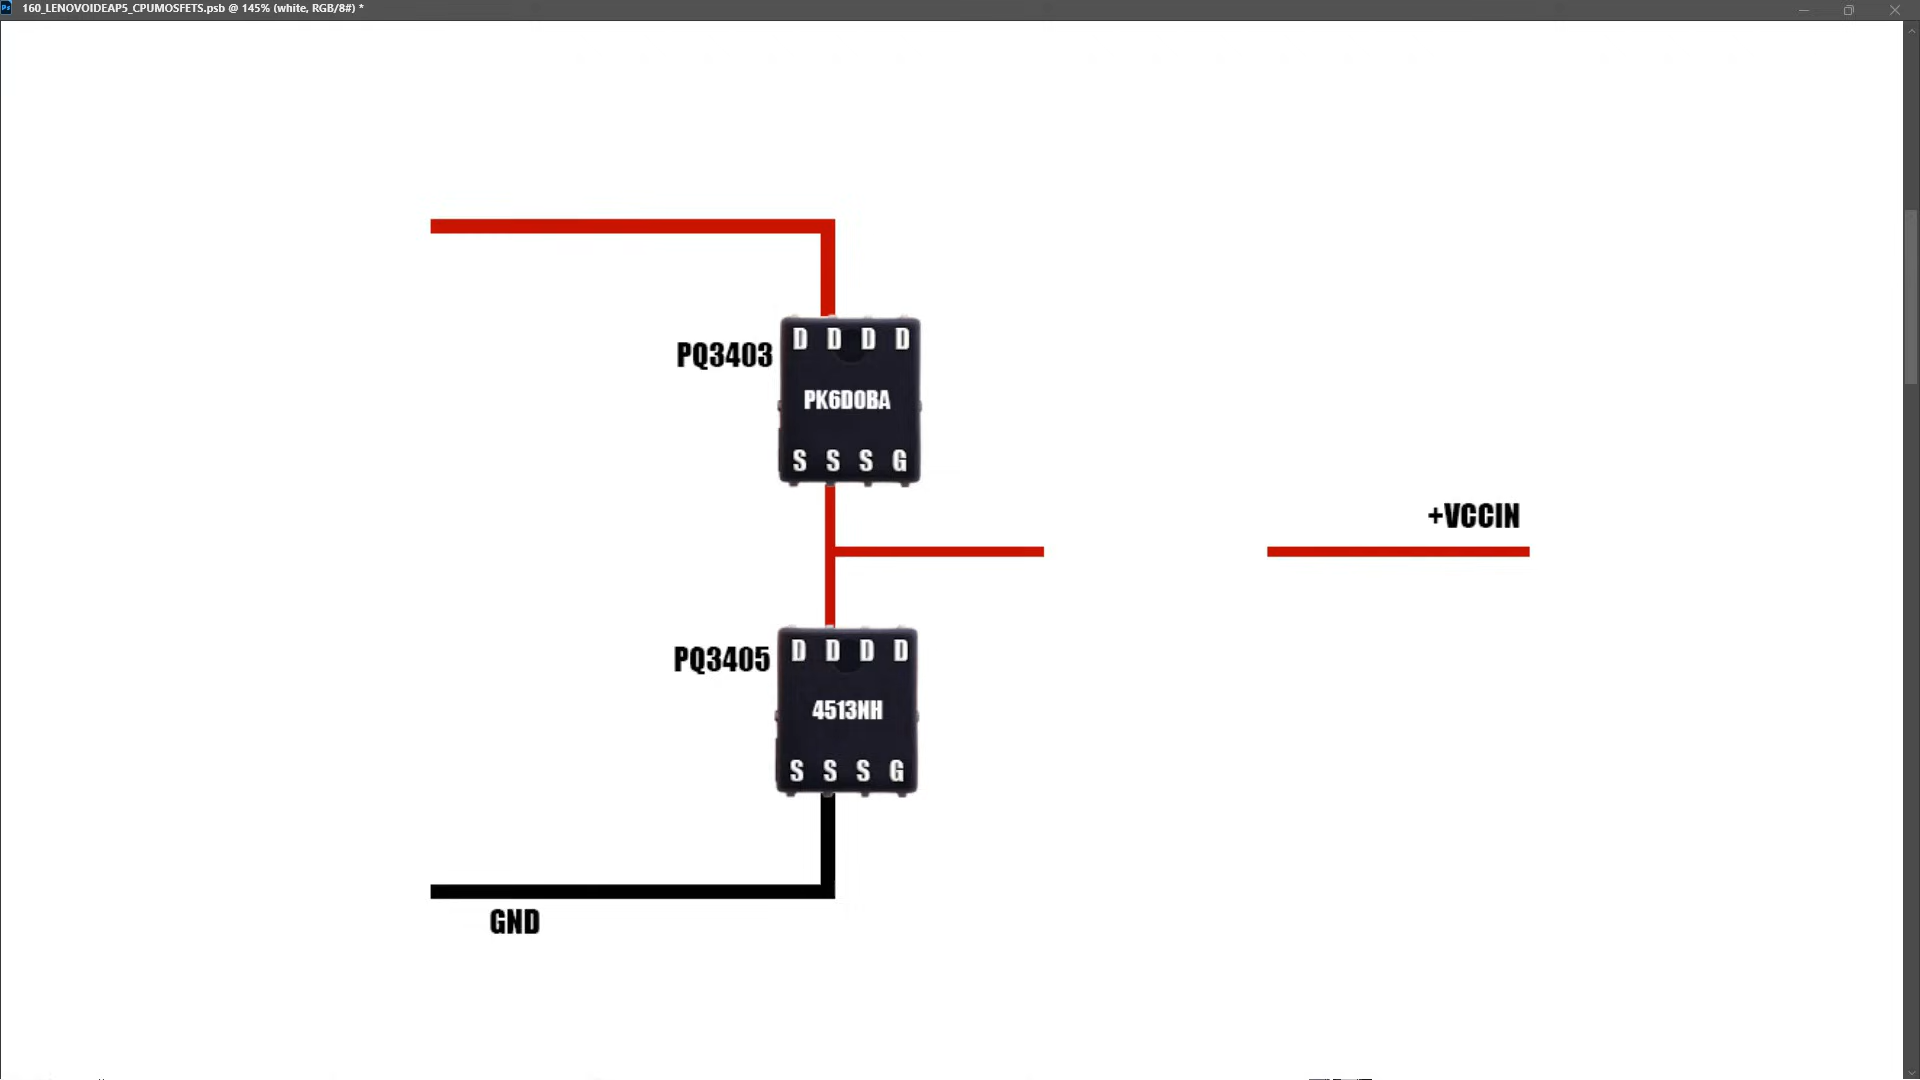 160_LENOVOIDEAP5_CPUMOSFETS.psb @ 145% (white, RGB/8#) *
D D D D
PQ3403
PK6D0BA
S S S G
+VCCIN
D D D D
PQ3405
4513NH
S S S G
GND